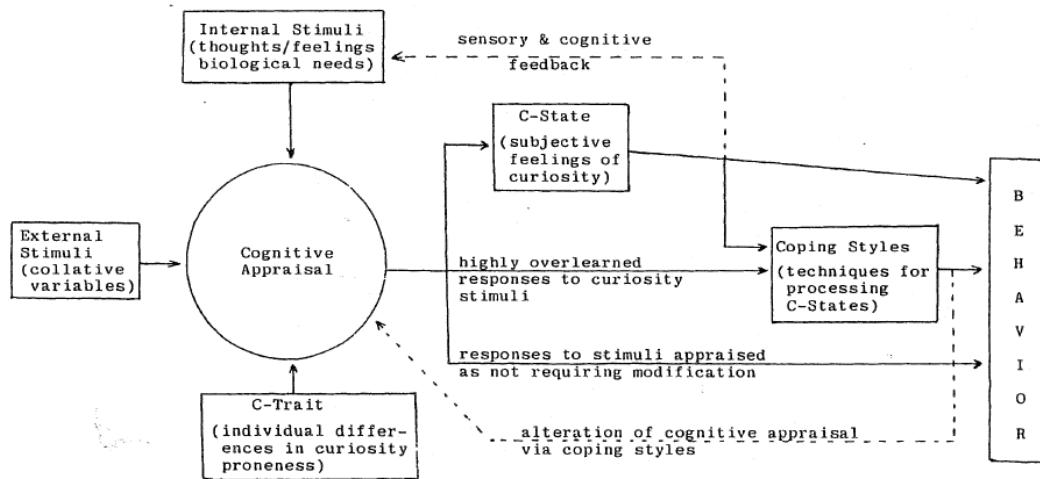 Internal Stimuli
(thoughts/feelings
biological needs)
sensory & cognitive
feedback
C-State
(subjective
feelings of
curiosity)
External
Stimuli
(collative
variables)
Cognitive
Appraisal
highly overlearned
responses to curiosity
stimuli
Coping Styles
(techniques for
processing
C-States)
responses to stimuli appraised
as not requiring modification
C-Trait
(individual differ-
ences in curiosity
proneness)
alteration of cognitive appraisal
via coping styles
B
E
H
A
V
I
O
R